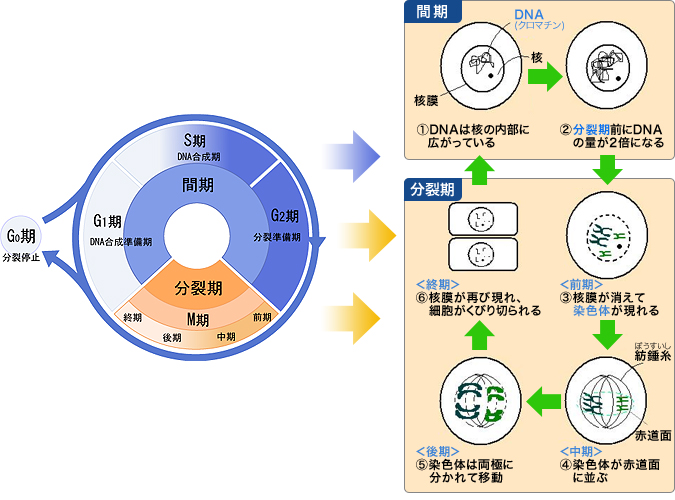 S期
DNA合成期
間期
G1期
DNA合成準備期
G2期
分裂準備期
G0期
分裂停止
分裂期
M期
終期
後期
中期
前期
間期
DNA
(クロマチン)
核
核膜
①DNAは核の内部に
広がっている
②分裂期前にDNA
の量が2倍になる
分裂期
<前期>
③核膜が消えて
染色体が現れる
ぼうすいし
紡錘糸
赤道面
<中期>
④染色体が赤道面
に並ぶ
<後期>
⑤染色体は両極に
分かれて移動
<終期>
⑥核膜が再び現れ、
細胞がくびり切られる